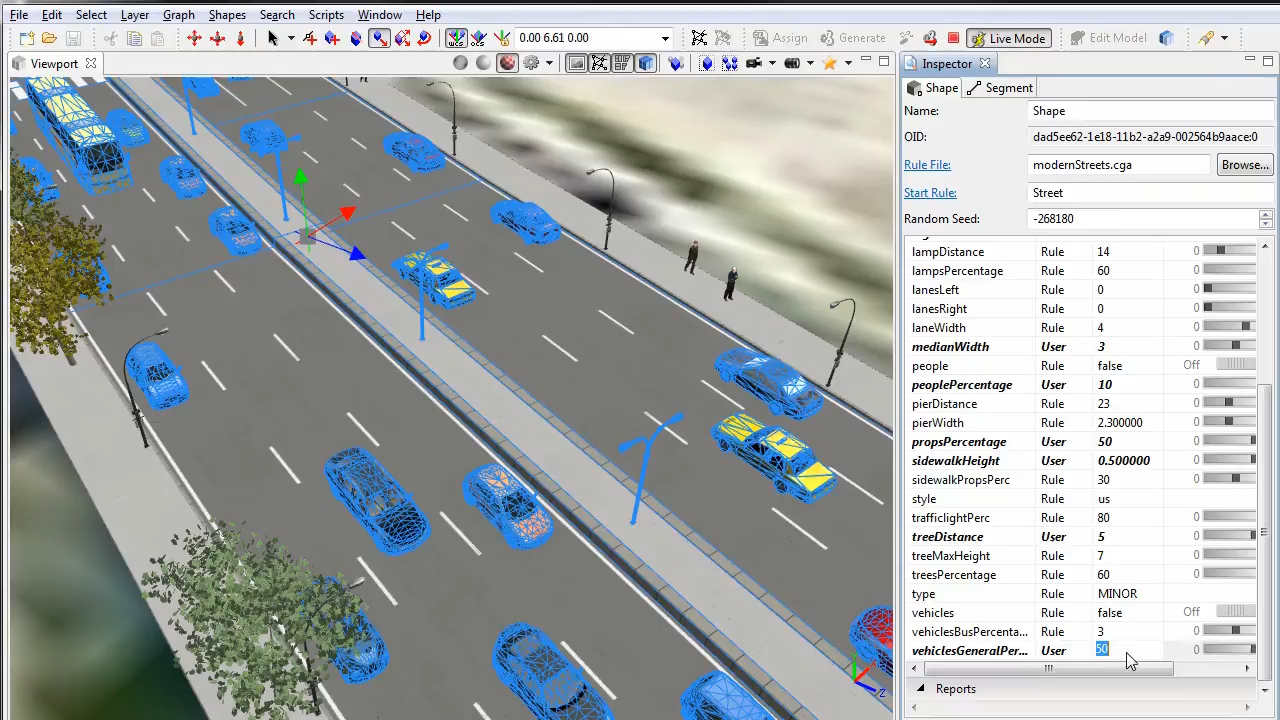 File Edit Select Layer Graph Shapes Search Scripts Window Help
0.00 6.61 0.00 Assign Generate Live Mode Edit Model
Viewport
Inspector
Shape Segment
Name: Shape
OID: dad5ee62-1e18-11b2-a2a9-002564b9aace:0
Rule File: modernStreets.cga Browse...
Start Rule: Street
Random Seed: -268180
lampDistance Rule 14 0
lampsPercentage Rule 60 0
lanesLeft Rule 0 0
lanesRight Rule 0 0
laneWidth Rule 4 0
medianWidth User 3 0
people Rule false Off
peoplePercentage User 10 0
pierDistance Rule 23 0
pierWidth Rule 2.300000 0
propsPercentage User 50 0
sidewalkHeight User 0.500000 0
sidewalkPropsPerc Rule 30 0
style Rule us
trafficlightPerc Rule 80 0
treeDistance User 5 0
treeMaxHeight Rule 7 0
treesPercentage Rule 60 0
type Rule MINOR
vehicles Rule false Off
vehiclesBusPercenta... Rule 3 0
vehiclesGeneralPer... User 50 0
Reports
z